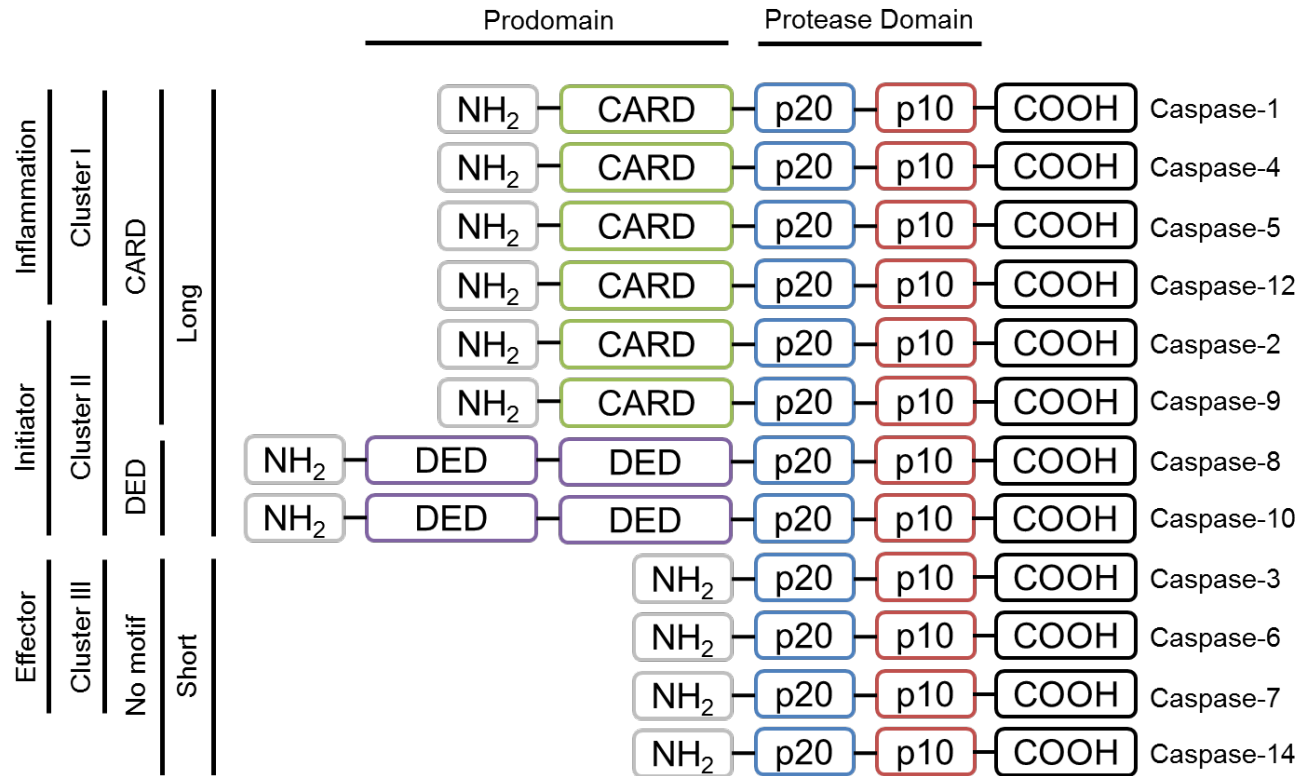 Prodomain Protease Domain
NH2 CARD p20 p10 COOH Caspase-1
NH2 CARD p20 p10 COOH Caspase-4
NH2 CARD p20 p10 COOH Caspase-5
NH2 CARD p20 p10 COOH Caspase-12
NH2 CARD p20 p10 COOH Caspase-2
NH2 CARD p20 p10 COOH Caspase-9
NH2 DED DED p20 p10 COOH Caspase-8
NH2 DED DED p20 p10 COOH Caspase-10
NH2 p20 p10 COOH Caspase-3
NH2 p20 p10 COOH Caspase-6
NH2 p20 p10 COOH Caspase-7
NH2 p20 p10 COOH Caspase-14
Inflammation
Initiator
Effector
Cluster I
Cluster II
Cluster III
CARD
DED
No motif
Long
Short